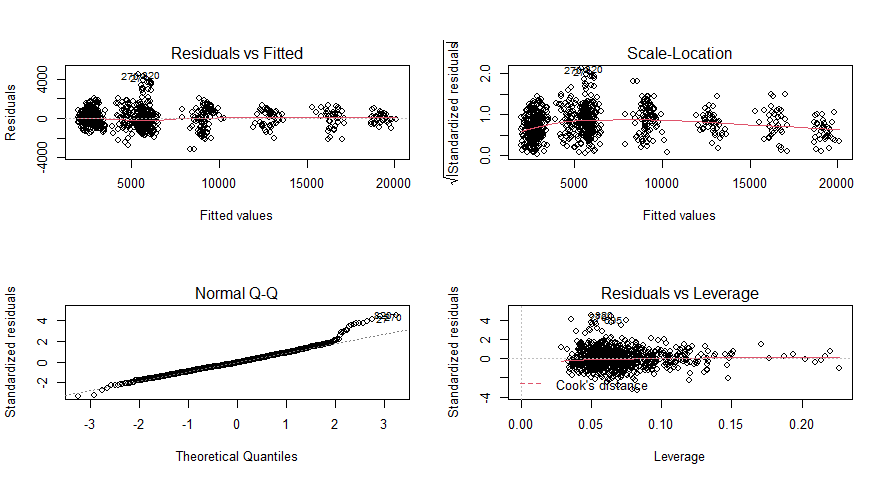 Residuals vs Fitted
Residuals
4000
0
-4000
5000
10000
15000
20000
Fitted values
Scale-Location
√|Standardized residuals|
2.0
1.0
0.0
5000
10000
15000
20000
Fitted values
Normal Q-Q
Standardized residuals
4
2
0
-2
-3
-2
-1
0
1
2
3
Theoretical Quantiles
Residuals vs Leverage
Standardized residuals
4
2
0
-4
Cook's distance
0.00
0.05
0.10
0.15
0.20
Leverage